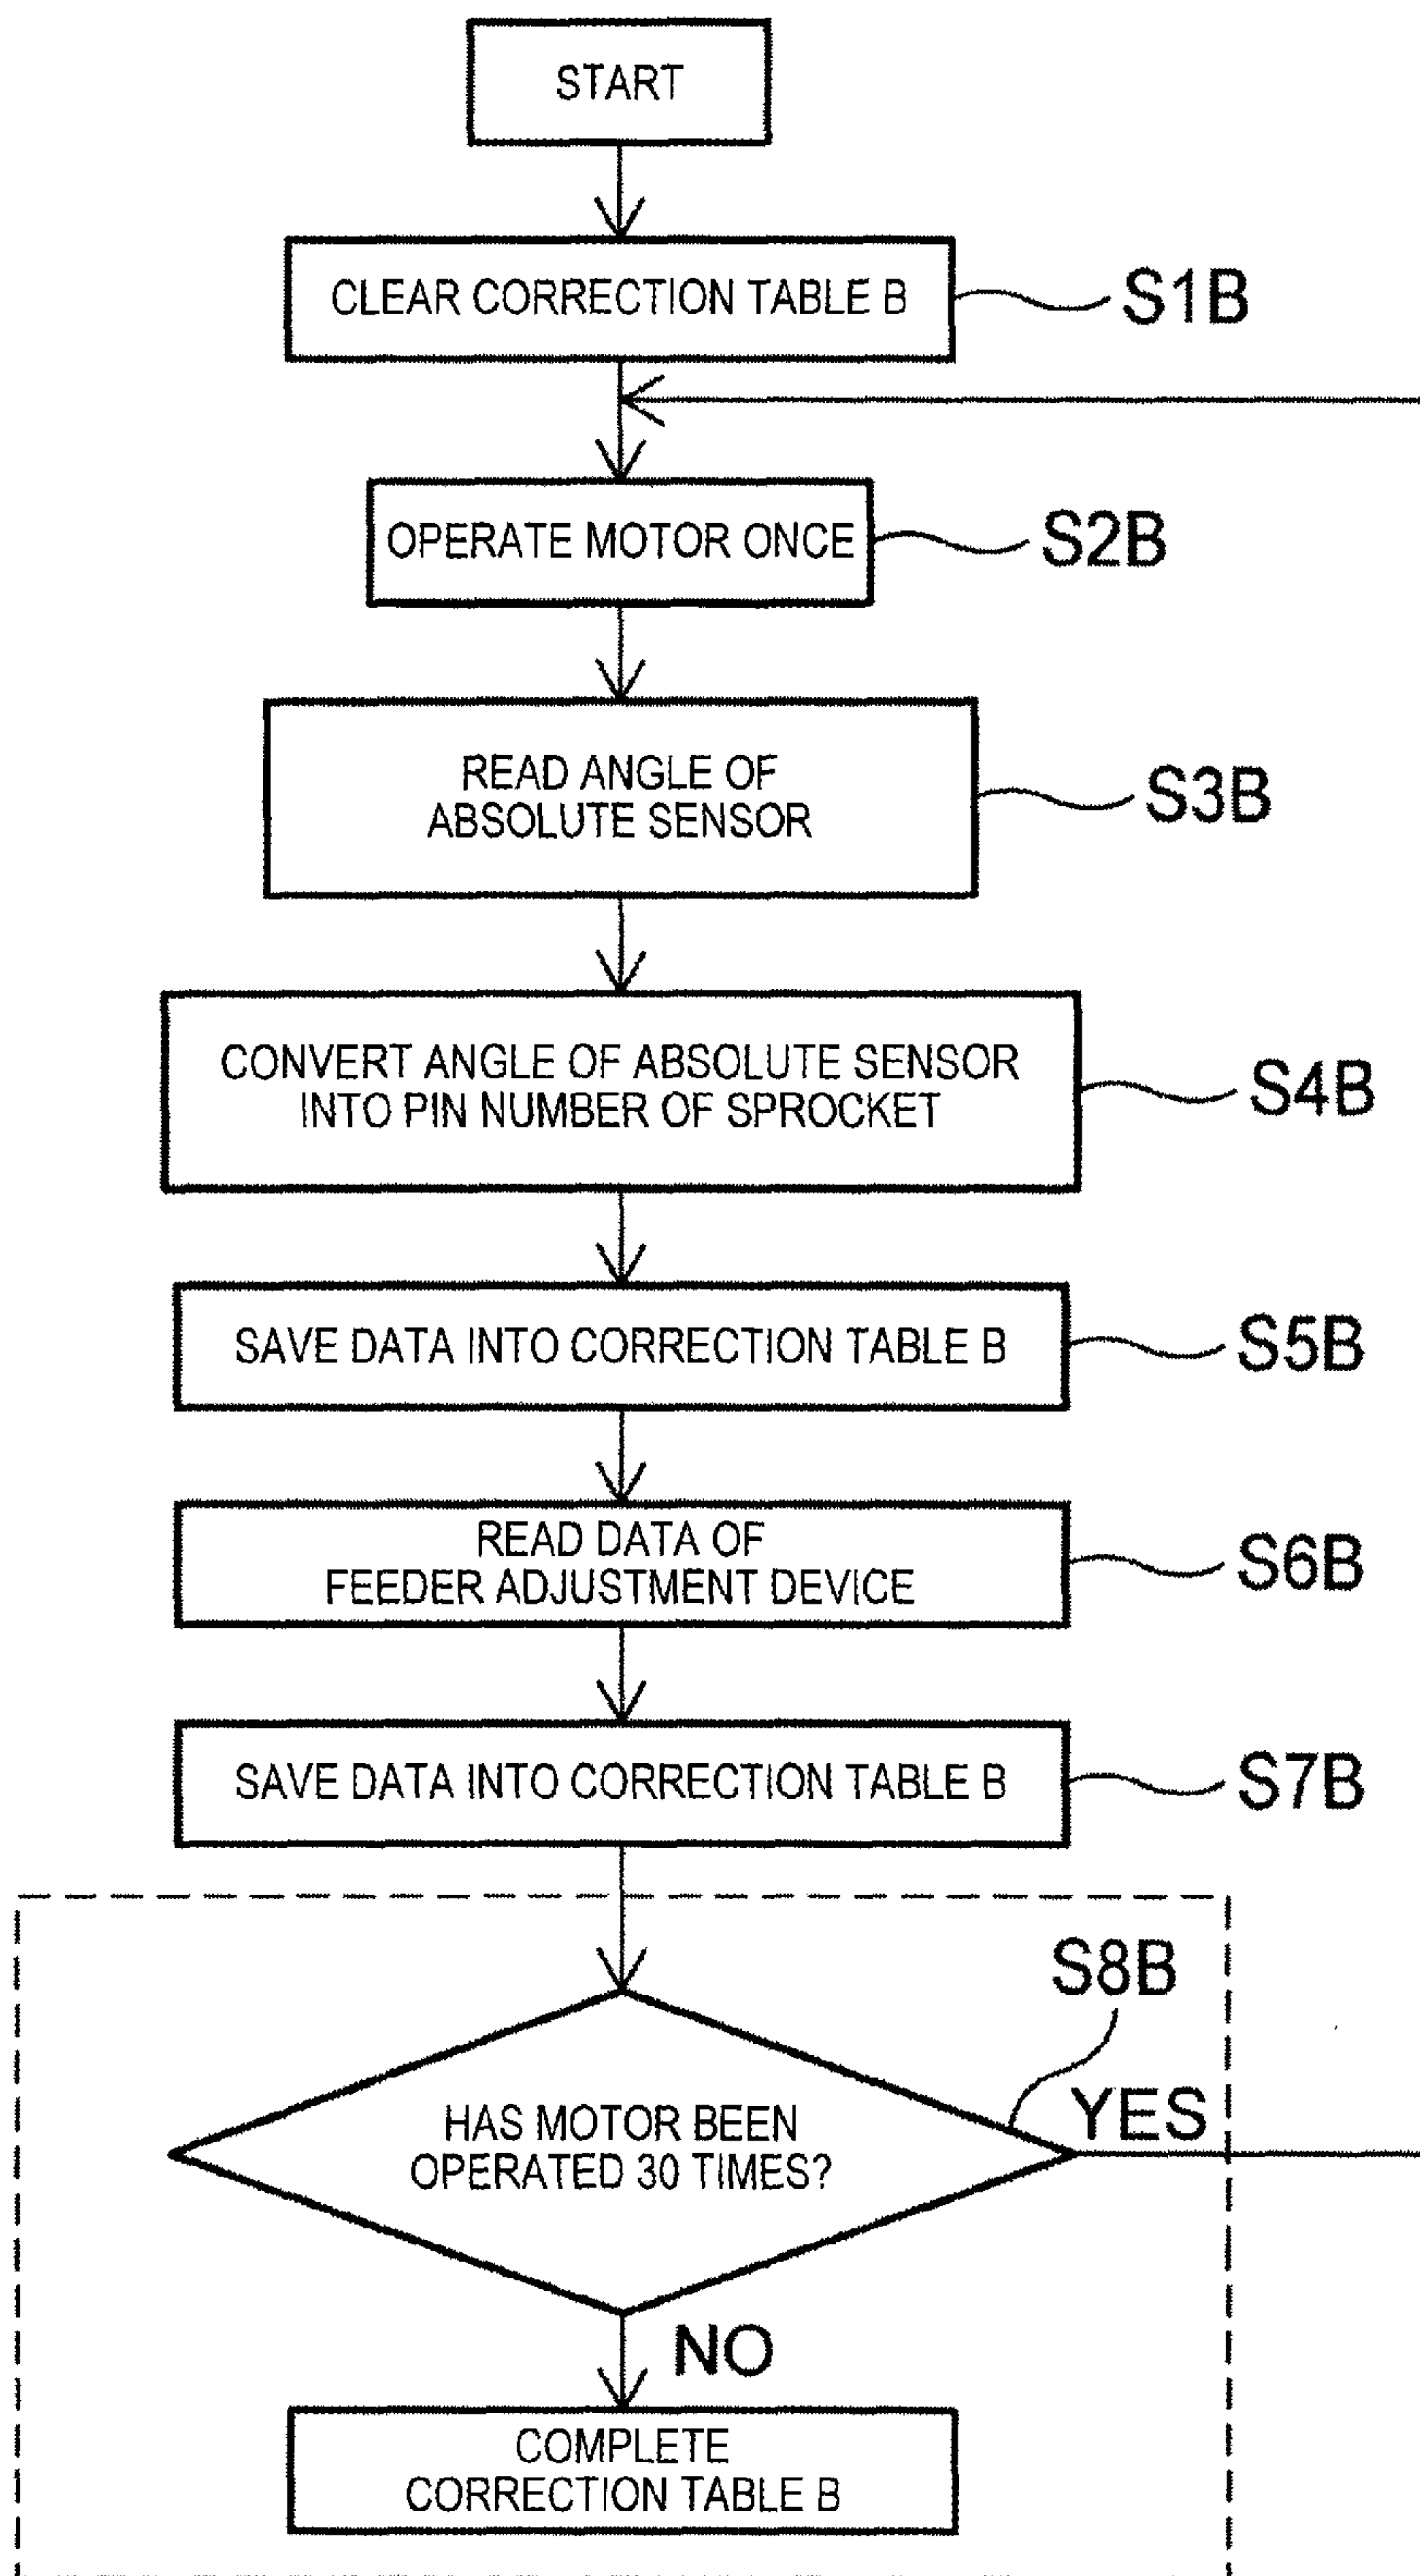 START
CLEAR CORRECTION TABLE B
S1B
OPERATE MOTOR ONCE
S2B
READ ANGLE OF
ABSOLUTE SENSOR
S3B
CONVERT ANGLE OF ABSOLUTE SENSOR
INTO PIN NUMBER OF SPROCKET
S4B
SAVE DATA INTO CORRECTION TABLE B
S5B
READ DATA OF
FEEDER ADJUSTMENT DEVICE
S6B
SAVE DATA INTO CORRECTION TABLE B
S7B
S8B
HAS MOTOR BEEN
OPERATED 30 TIMES?
YES
NO
COMPLETE
CORRECTION TABLE B